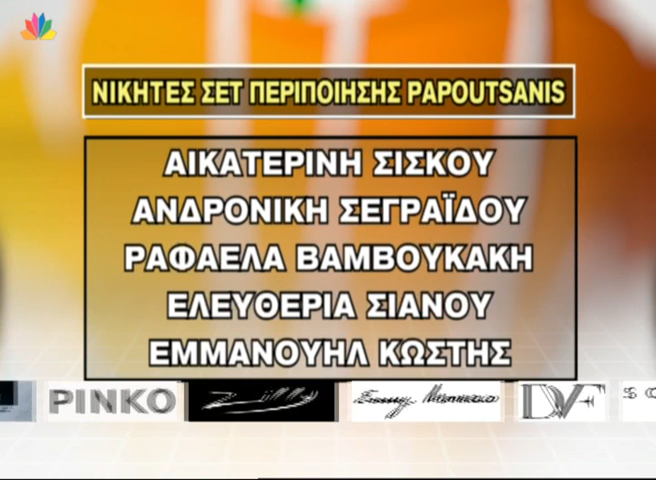 ΝΙΚΗΤΕΣ ΣΕΤ ΠΕΡΙΠΟΙΗΣΗΣ PAPOUTSANIS
ΑΙΚΑΤΕΡΙΝΗ ΣΙΣΚΟΥ
ΑΝΔΡΟΝΙΚΗ ΣΕΓΡΑΪΔΟΥ
ΡΑΦΑΕΛΑ ΒΑΜΒΟΥΚΑΚΗ
ΕΛΕΥΘΕΡΙΑ ΣΙΑΝΟΥ
ΕΜΜΑΝΟΥΗΛ ΚΩΣΤΗΣ
PINKO DVF